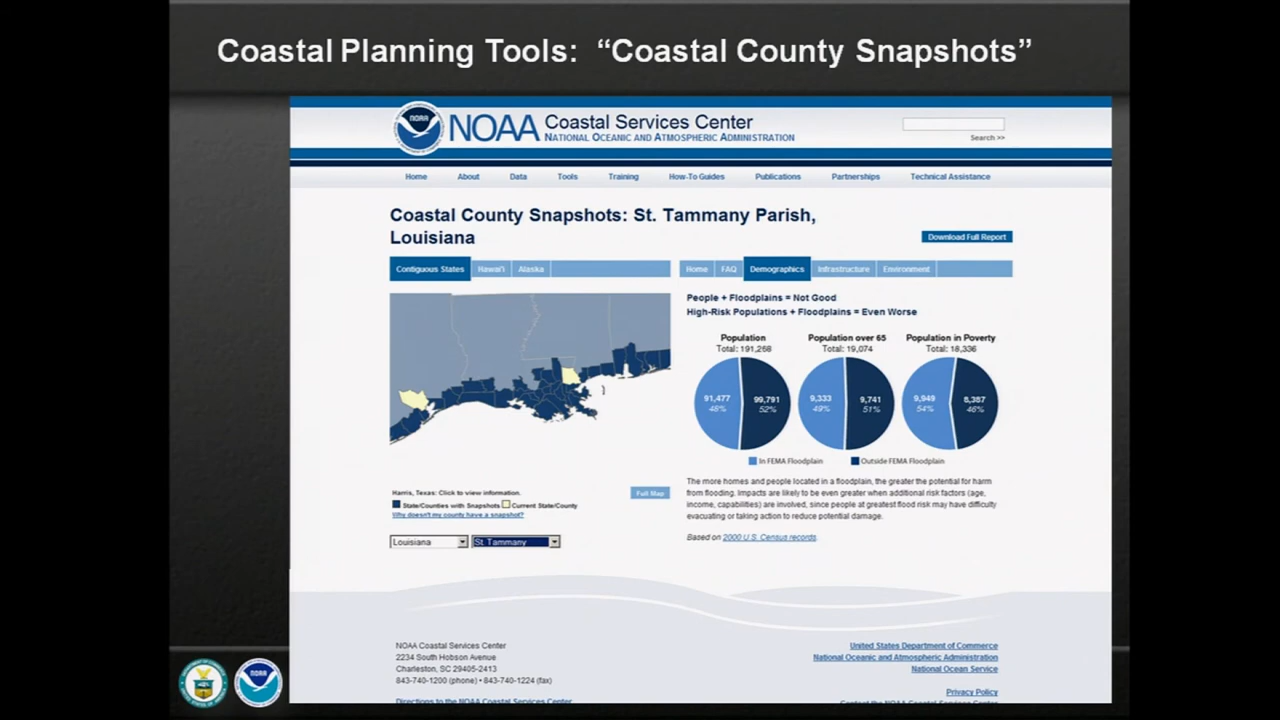 Coastal Planning Tools: “Coastal County Snapshots”
NOAA
NOAA
Coastal Services Center
NATIONAL OCEANIC AND ATMOSPHERIC ADMINISTRATION
Search >>
Home About Data Tools Training How-To Guides Publications Partnerships Technical Assistance
Coastal County Snapshots: St. Tammany Parish,
Louisiana
Download Full Report
Contiguous States Hawai'i Alaska
Home FAQ Demographics Infrastructure Environment
People + Floodplains = Not Good
High-Risk Populations + Floodplains = Even Worse
Population Population over 65 Population in Poverty
Total: 191,268 Total: 19,074 Total: 18,336
91,477 99,791 9,333 9,741 9,949 8,387
48% 52% 49% 51% 54% 46%
In FEMA Floodplain Outside FEMA Floodplain
The more homes and people located in a floodplain, the greater the potential for harm
from flooding. Impacts are likely to be even greater when additional risk factors (age,
income, capabilities) are involved, since people at greatest flood risk may have difficulty
evacuating or taking action to reduce potential damage.
Based on 2000 U.S. Census records.
Harris, Texas: Click to view information.
Full Map
State/Counties with Snapshots Current State/County
Why doesn't my county have a snapshot?
Louisiana St. Tammany
NOAA Coastal Services Center
2234 South Hobson Avenue
Charleston, SC 29405-2413
843-740-1200 (phone) • 843-740-1224 (fax)
Directions to the NOAA Coastal Services Center
United States Department of Commerce
National Oceanic and Atmospheric Administration
National Ocean Service
Privacy Policy
Contact the NOAA Coastal Services Center
NOAA